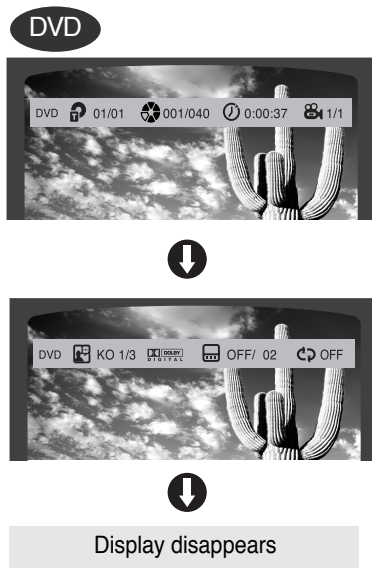 DVD
DVD 01/01 001/040 0:00:37 1/1
DVD KO 1/3 DOLBY DIGITAL OFF/ 02 OFF
Display disappears